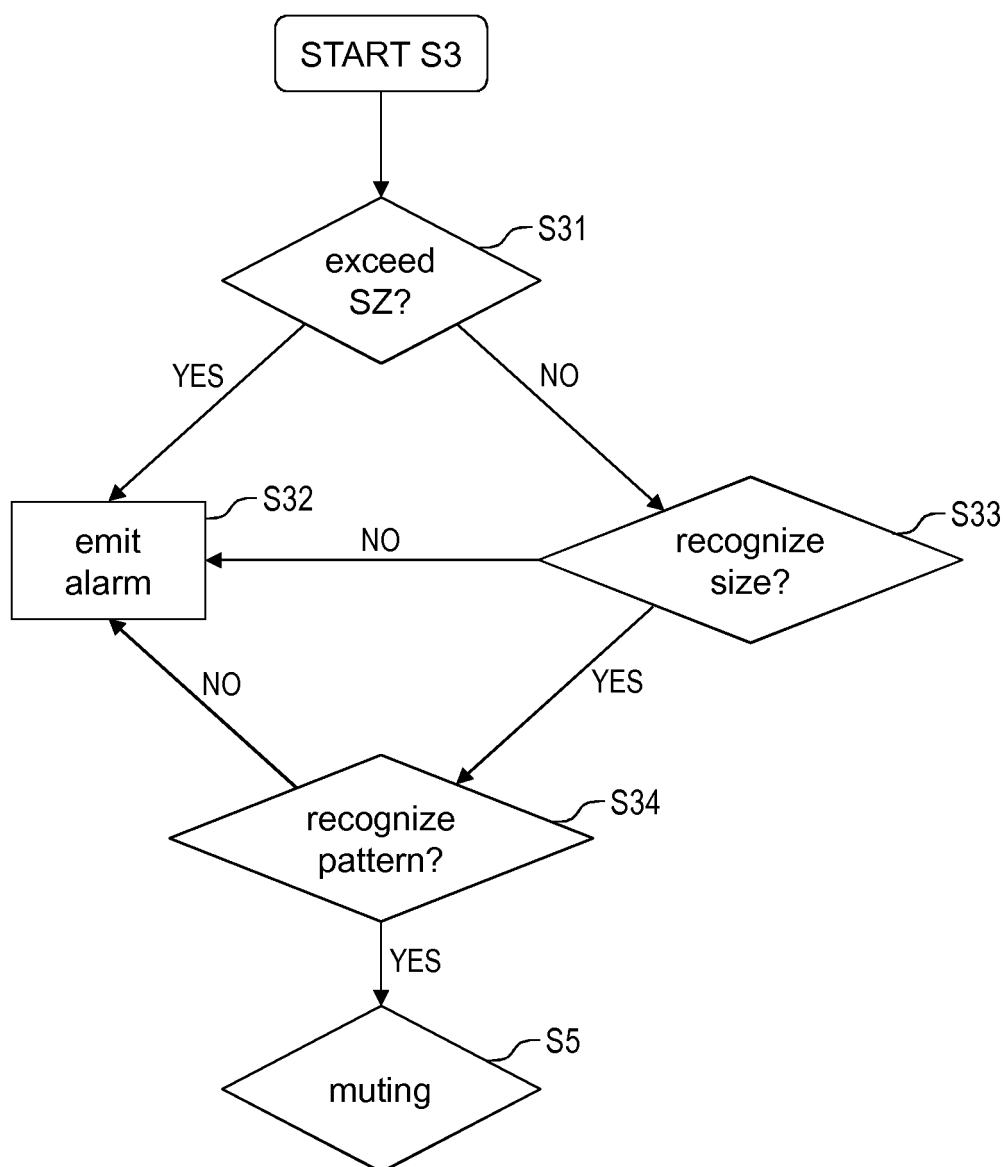 START S3
S31
exceed
SZ?
YES
NO
S32
emit
alarm
NO
S33
recognize
size?
NO
YES
S34
recognize
pattern?
YES
S5
muting